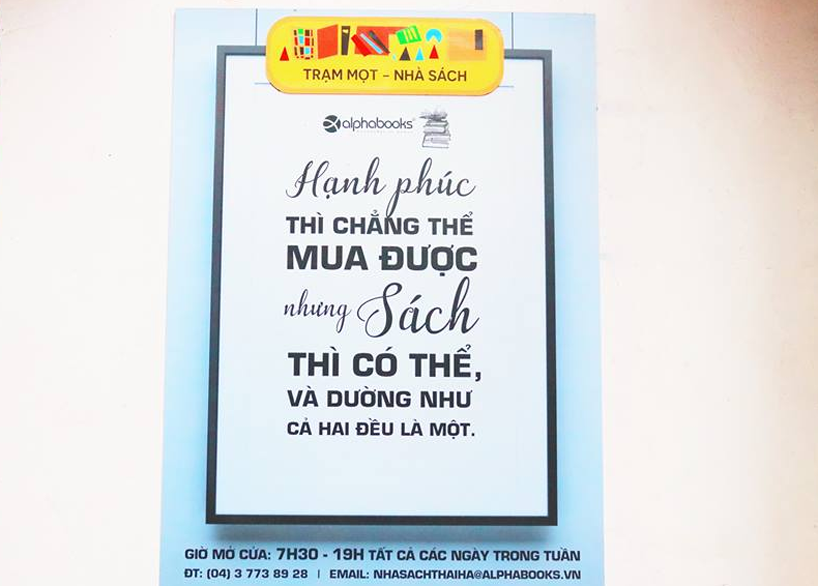 TRẠM MỌT - NHÀ SÁCH
alphabooks®
Hạnh phúc
THÌ CHẲNG THỂ
MUA ĐƯỢC
nhưng Sách
THÌ CÓ THỂ,
VÀ DƯỜNG NHƯ
CẢ HAI ĐỀU LÀ MỘT.
GIỜ MỞ CỬA: 7H30 - 19H TẤT CẢ CÁC NGÀY TRONG TUẦN
ĐT: (04) 3 773 89 28 | EMAIL: NHASACHTHAIHA@ALPHABOOKS.VN